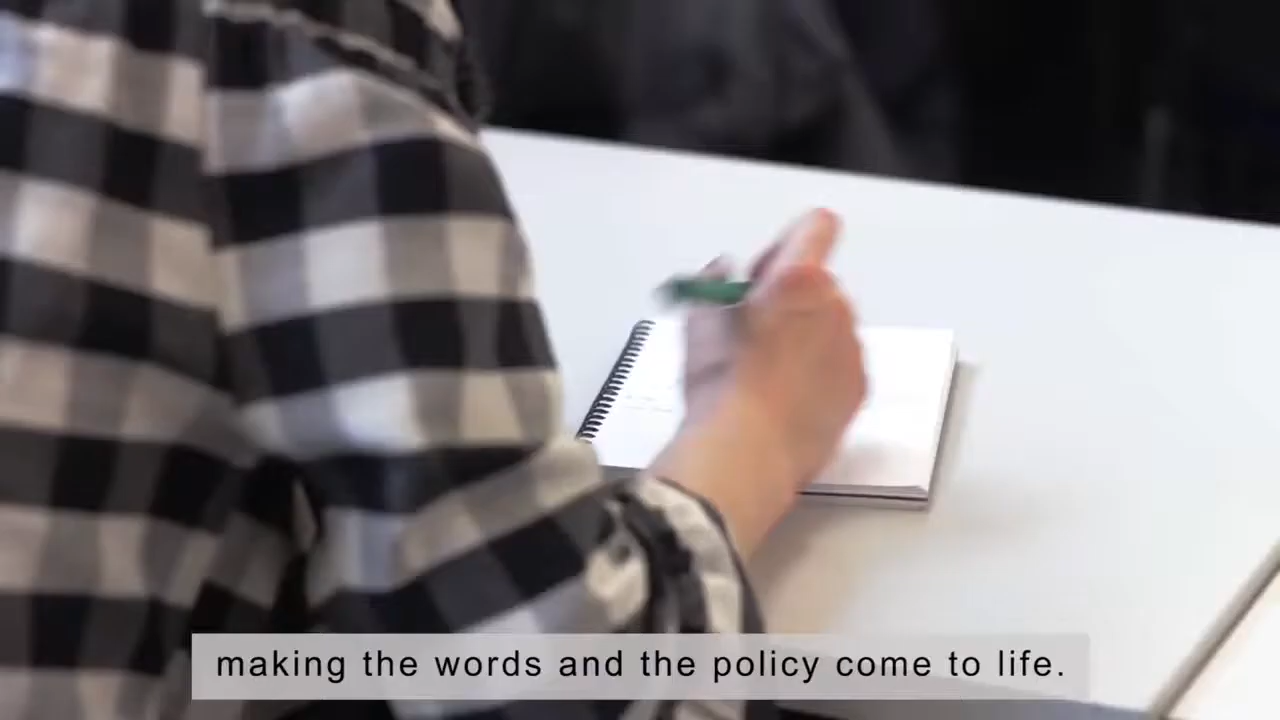 making the words and the policy come to life.